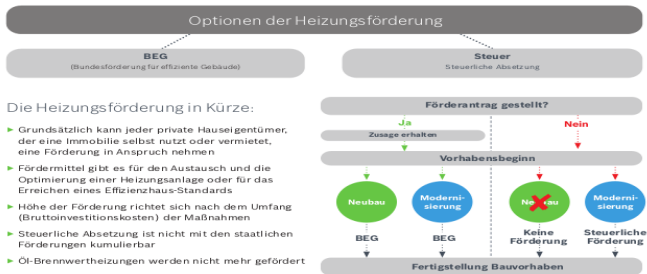 Optionen der Heizungsförderung
BEG
(Bundesförderung für effiziente Gebäude)
Steuer
Steuerliche Absetzung
Die Heizungsförderung in Kürze:
► Grundsätzlich kann jeder private Hauseigentümer,
der eine Immobilie selbst nutzt oder vermietet,
eine Förderung in Anspruch nehmen
► Fördermittel gibt es für den Austausch und die
Optimierung einer Heizungsanlage oder für das
Erreichen eines Effizienzhaus-Standards
► Höhe der Förderung richtet sich nach dem Umfang
(Bruttoinvestitionskosten) der Maßnahmen
► Steuerliche Absetzung ist nicht mit den staatlichen
Förderungen kumulierbar
► Öl-Brennwertheizungen werden nicht mehr gefördert
Förderantrag gestellt?
Ja
Nein
Zusage erhalten
Vorhabensbeginn
Neubau
Moderni-
sierung
Neubau
Moderni-
sierung
BEG
BEG
Keine
Förderung
Steuerliche
Förderung
Fertigstellung Bauvorhaben